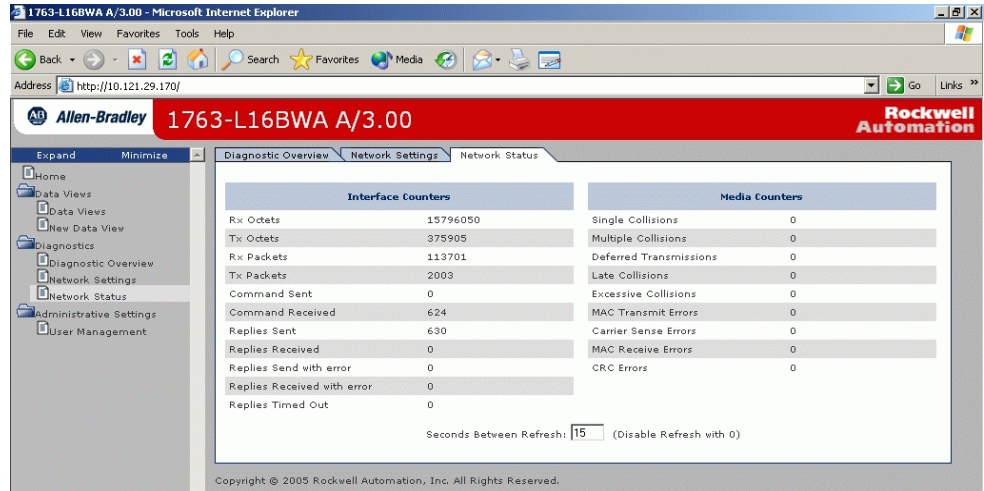 1763-L16BWA A/3.00 - Microsoft Internet Explorer
File Edit View Favorites Tools Help
Back Search Favorites Media
Address http://10.121.29.170/ Go Links »
AB Allen-Bradley 1763-L16BWA A/3.00 Rockwell Automation
Expand Minimize
Home
Data Views
Data Views
New Data View
Diagnostics
Diagnostic Overview
Network Settings
Network Status
Administrative Settings
User Management
Diagnostic Overview Network Settings Network Status
Interface Counters
Rx Octets 15796050
Tx Octets 375905
Rx Packets 113701
Tx Packets 2003
Command Sent 0
Command Received 624
Replies Sent 630
Replies Received 0
Replies Send with error 0
Replies Received with error 0
Replies Timed Out 0
Media Counters
Single Collisions 0
Multiple Collisions 0
Deferred Transmissions 0
Late Collisions 0
Excessive Collisions 0
MAC Transmit Errors 0
Carrier Sense Errors 0
MAC Receive Errors 0
CRC Errors 0
Seconds Between Refresh: 15 (Disable Refresh with 0)
Copyright © 2005 Rockwell Automation, Inc. All Rights Reserved.